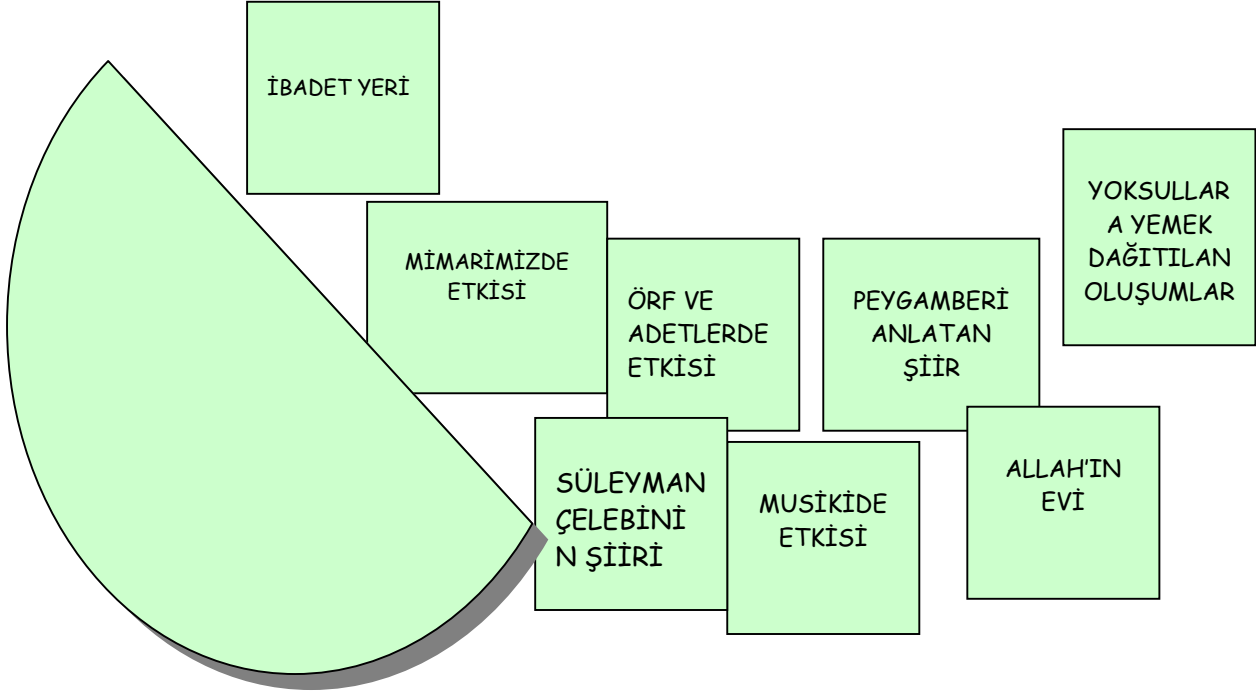 İBADET YERİ
MİMARİMİZDE
ETKİSİ
ÖRF VE
ADETLERDE
ETKİSİ
PEYGAMBERİ
ANLATAN
ŞİİR
YOKSULLAR
A YEMEK
DAĞITILAN
OLUŞUMLAR
SÜLEYMAN
ÇELEBİNİ
N ŞİİRİ
MUSİKİDE
ETKİSİ
ALLAH'IN
EVİ